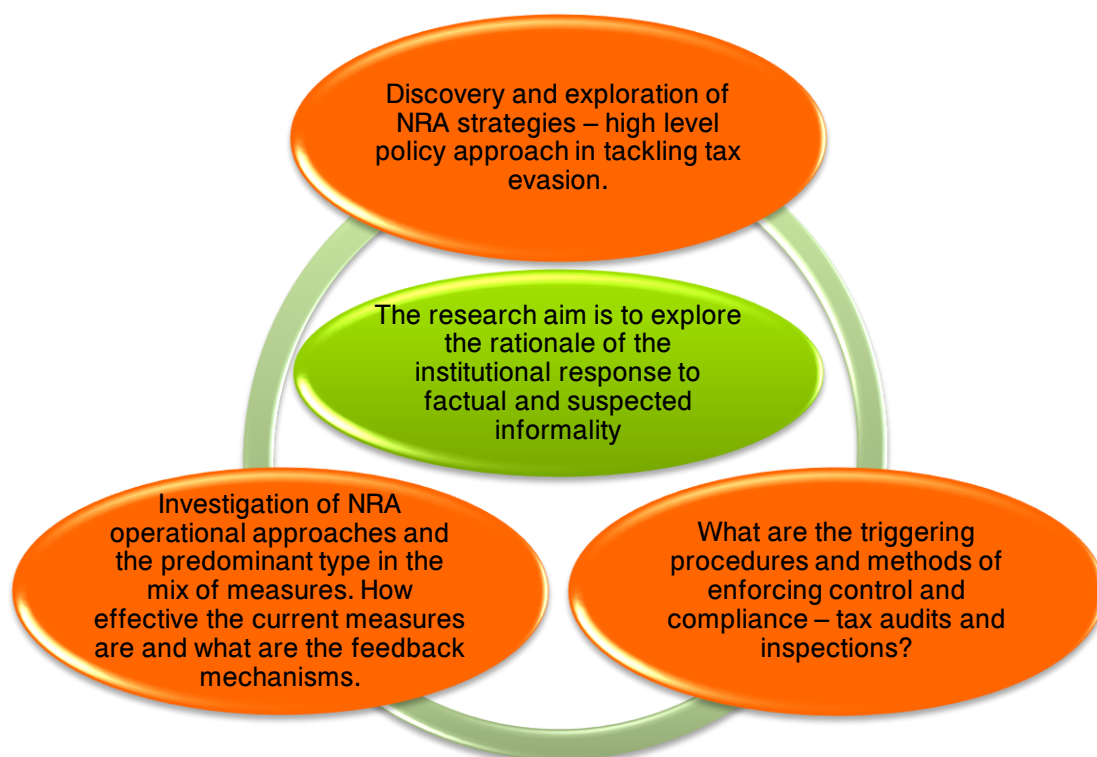 Discovery and exploration of
NRA strategies – high level
policy approach in tackling tax
evasion.
The research aim is to explore
the rationale of the
institutional response to
factual and suspected
informality
Investigation of NRA
operational approaches and
the predominant type in the
mix of measures. How
effective the current measures
are and what are the feedback
mechanisms.
What are the triggering
procedures and methods of
enforcing control and
compliance – tax audits and
inspections?